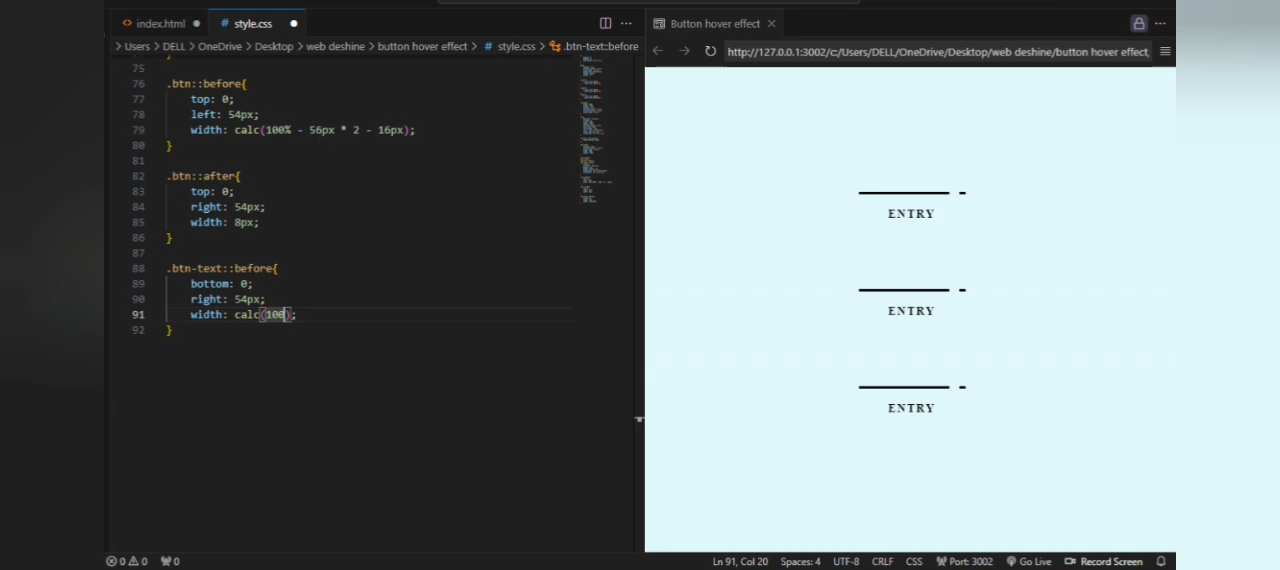 index.html
style.css
Button hover effect
Users > DELL > OneDrive > Desktop > web deshine > button hover effect > # style.css > .btn-text::before
http://127.0.0.1:3002/c:/Users/DELL/OneDrive/Desktop/web deshine/button hover effect,
75
76 .btn::before{
77 top: 0;
78 left: 54px;
79 width: calc(100% - 56px * 2 - 16px);
80 }
81
82 .btn::after{
83 top: 0;
84 right: 54px;
85 width: 8px;
86 }
87
88 .btn-text::before{
89 bottom: 0;
90 right: 54px;
91 width: calc(100);
92 }
ENTRY
ENTRY
ENTRY
0 0 0 Ln 91, Col 20 Spaces: 4 UTF-8 CRLF CSS Port: 3002 Go Live Record Screen